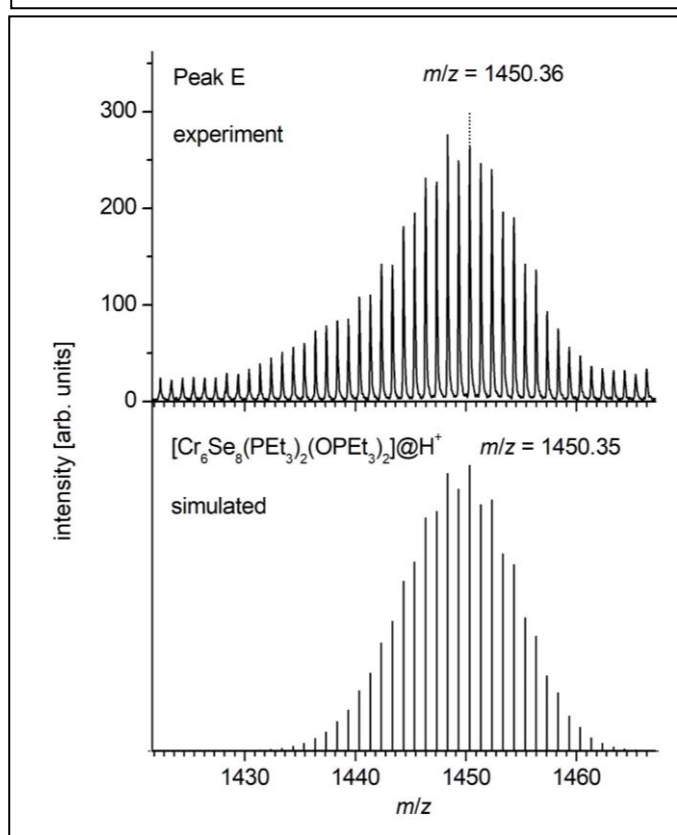 Peak E
m/z = 1450.36
experiment
300
200
100
0
intensity [arb. units]
[Cr₆Se₈(PEt₃)₂(OPEt₃)₂]@H⁺
m/z = 1450.35
simulated
1430
1440
1450
1460
m/z